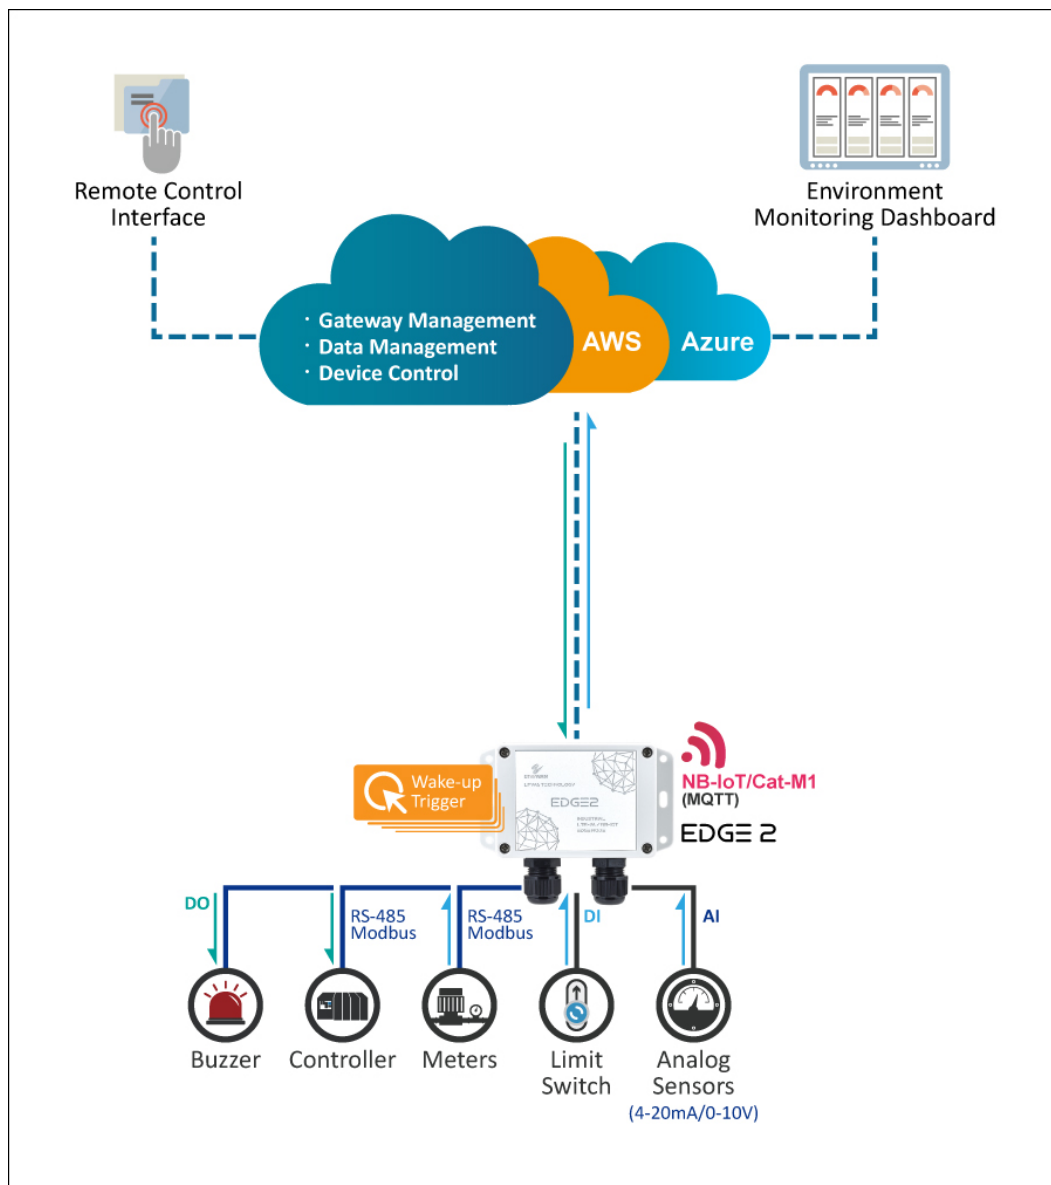 Remote Control
Interface
Environment
Monitoring Dashboard
· Gateway Management
· Data Management
· Device Control
AWS
Azure
Wake-up
Trigger
EDGE2
NB-IoT/Cat-M1
(MQTT)
EDGE 2
DO
RS-485
Modbus
RS-485
Modbus
DI
AI
Buzzer
Controller
Meters
Limit
Switch
Analog
Sensors
(4-20mA/0-10V)